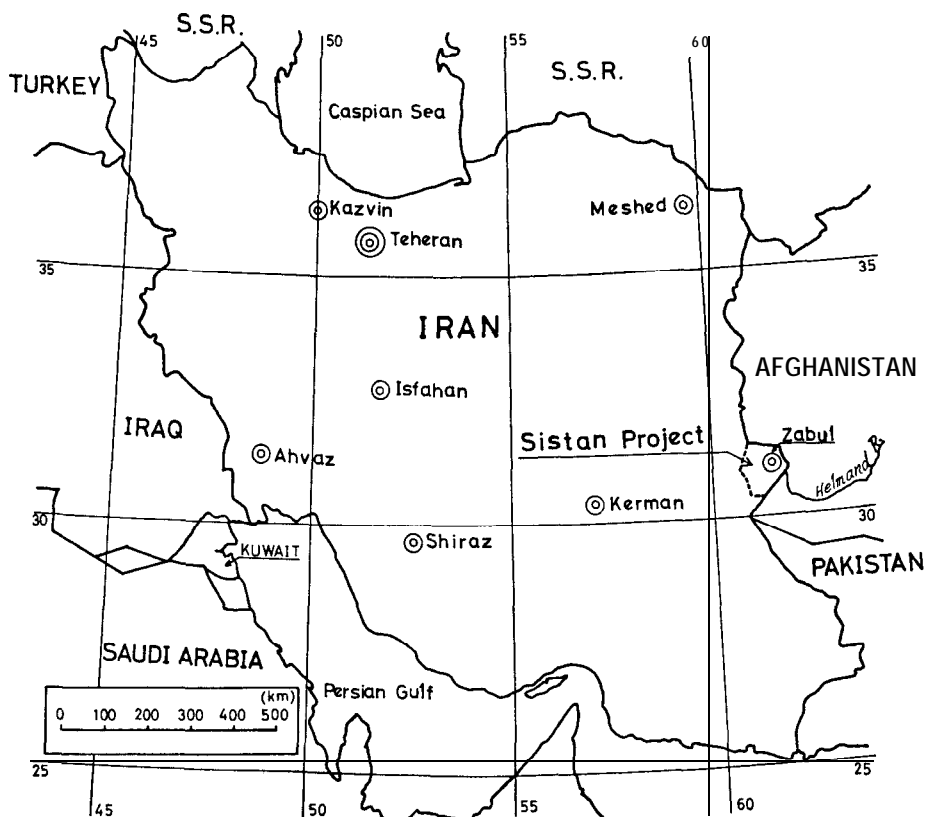 S.S.R.
45
50
55
60
S.S.R.
TURKEY
Caspian Sea
Kazvin
Meshed
Teheran
35
35
IRAN
AFGHANISTAN
Isfahan
IRAQ
Sistan Project
Zabul
Ahvaz
Helmand R.
Kerman
30
30
Shiraz
KUWAIT
PAKISTAN
SAUDI ARABIA
Persian Gulf
(km)
0 100 200 300 400 500
25
25
45
50
55
60